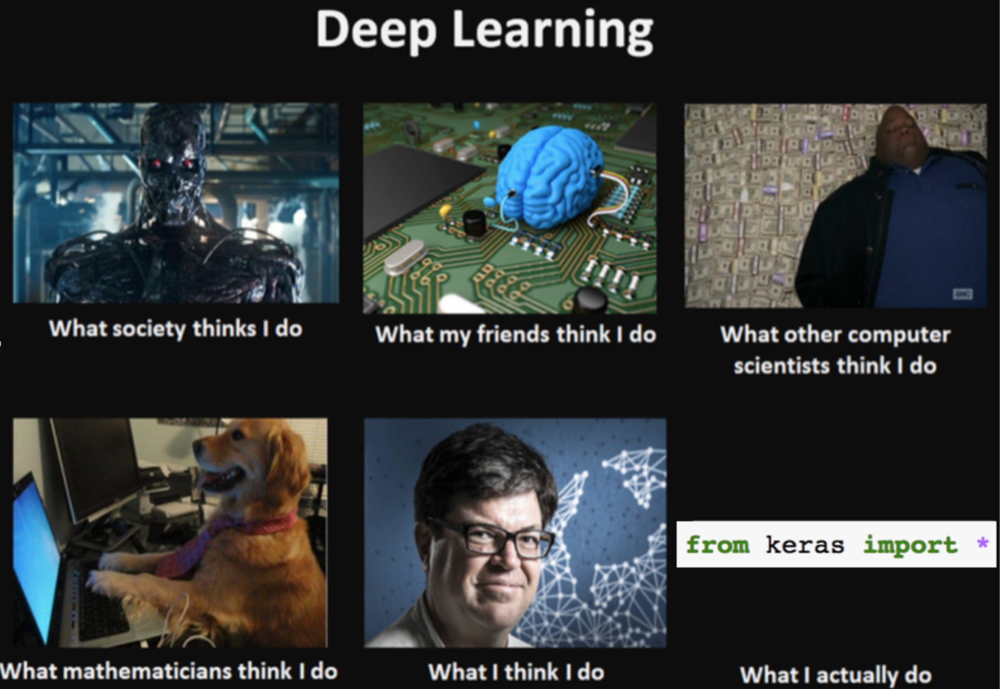 Deep Learning
What society thinks I do
What my friends think I do
What other computer
scientists think I do
AMC
What mathematicians think I do
What I think I do
from keras import *
What I actually do